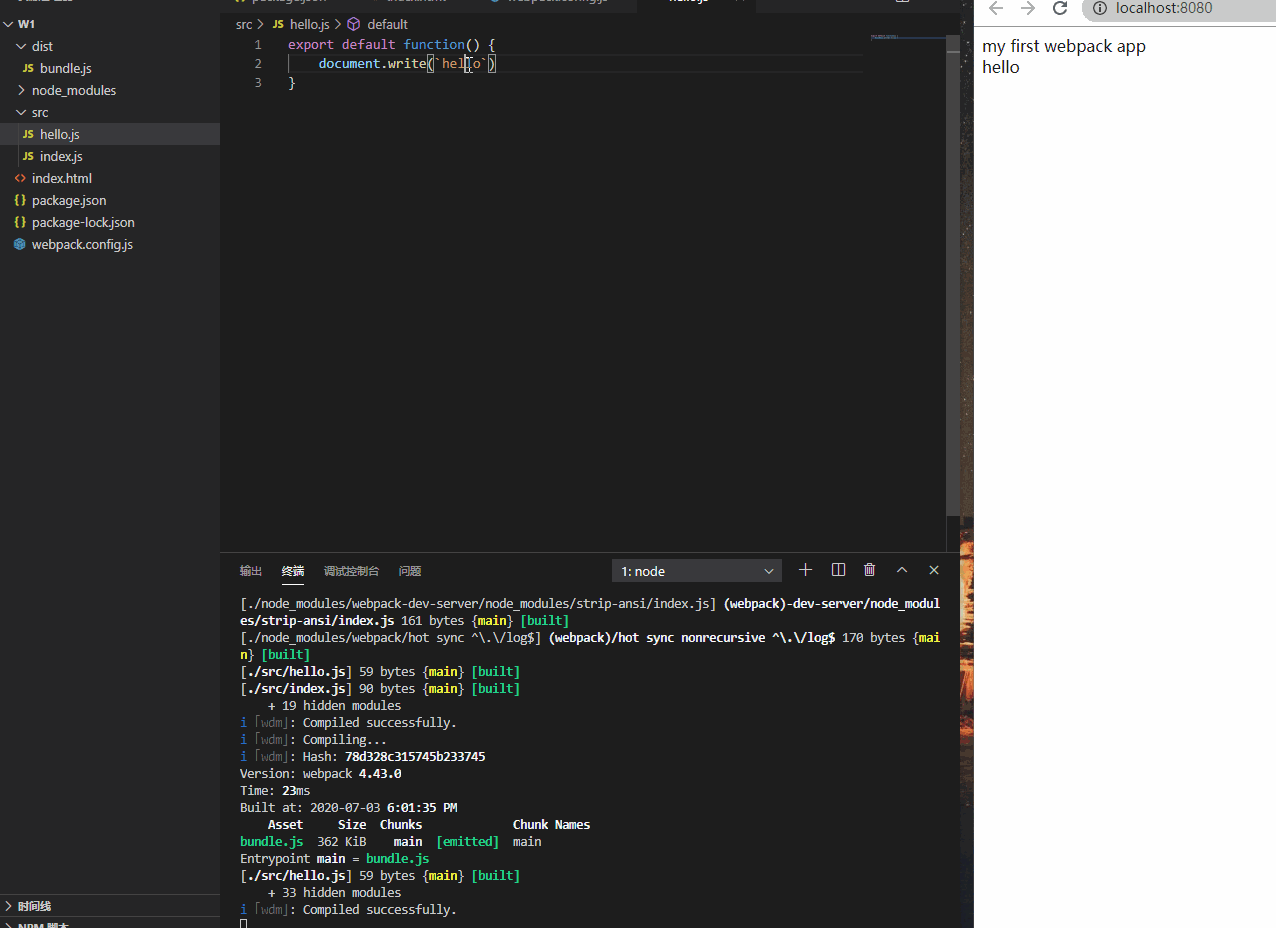 W1
dist
JS bundle.js
node_modules
src
JS hello.js
JS index.js
<> index.html
{} package.json
{} package-lock.json
webpack.config.js
时间线
src > JS hello.js > default
1 export default function() {
2 document.write(`hello`)
3 }
输出 终端 调试控制台 问题 1: node
[./node_modules/webpack-dev-server/node_modules/strip-ansi/index.js] (webpack)-dev-server/node_modul
es/strip-ansi/index.js 161 bytes {main} [built]
[./node_modules/webpack/hot sync ^\.\/log$] (webpack)/hot sync nonrecursive ^\.\/log$ 170 bytes {mai
n} [built]
[./src/hello.js] 59 bytes {main} [built]
[./src/index.js] 90 bytes {main} [built]
+ 19 hidden modules
i ｢wdm｣: Compiled successfully.
i ｢wdm｣: Compiling...
i ｢wdm｣: Hash: 78d328c315745b233745
Version: webpack 4.43.0
Time: 23ms
Built at: 2020-07-03 6:01:35 PM
Asset Size Chunks Chunk Names
bundle.js 362 KiB main [emitted] main
Entrypoint main = bundle.js
[./src/hello.js] 59 bytes {main} [built]
+ 33 hidden modules
i ｢wdm｣: Compiled successfully.
localhost:8080
my first webpack app
hello